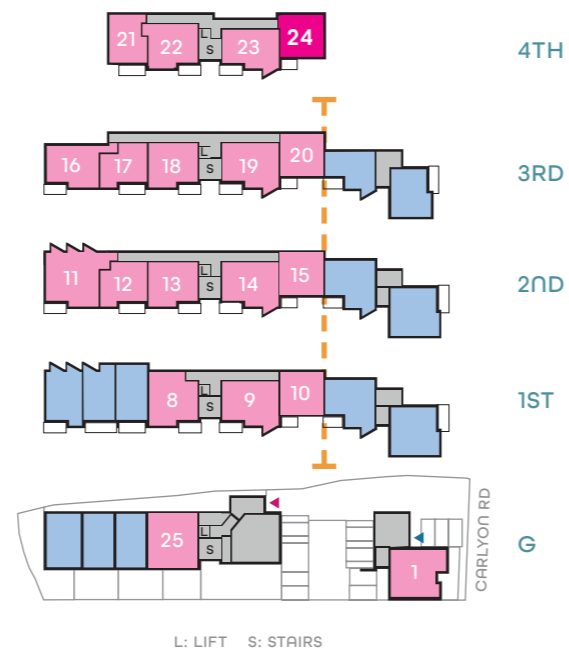 21 22 L S 23 24 4TH
16 17 18 L S 19 20 3RD
11 12 13 L S 14 15 2ND
8 L S 9 10 1ST
25 L S 1 G
CARLYON RD
L: LIFT S: STAIRS